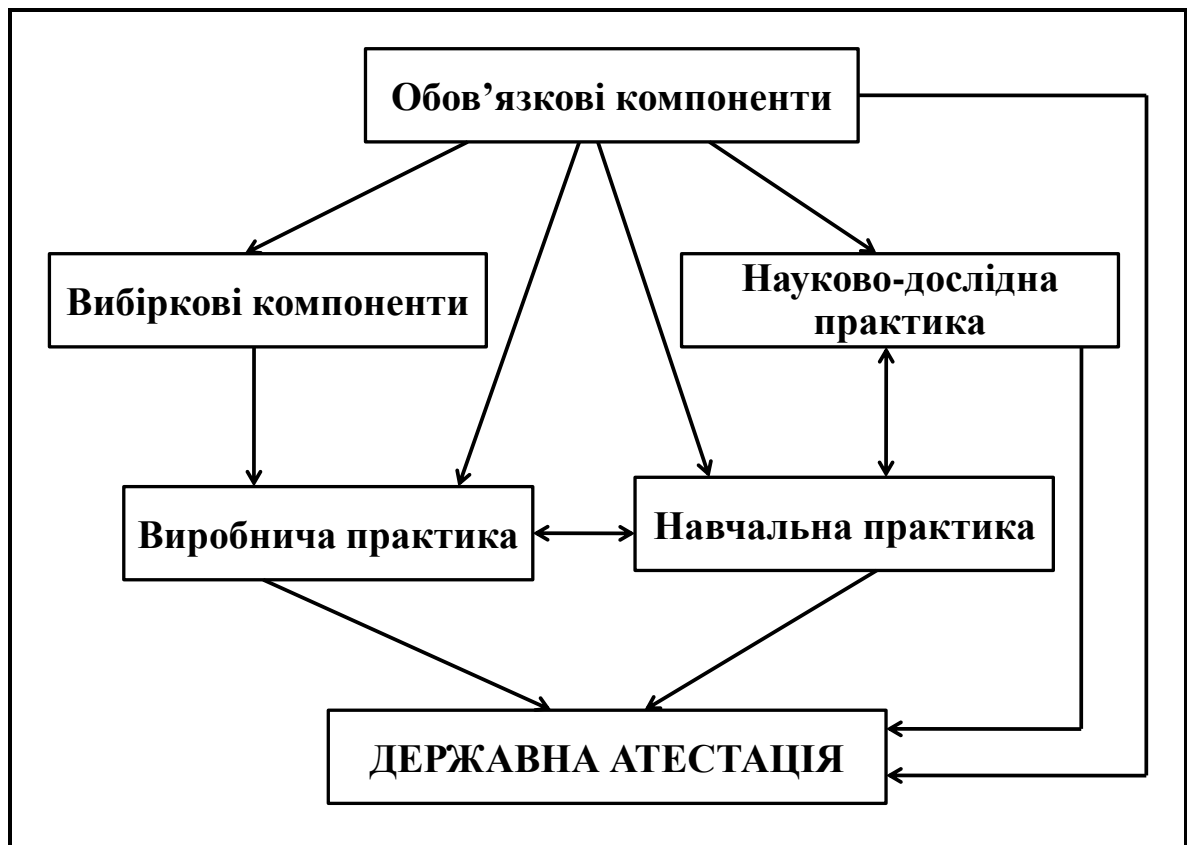 Обов’язкові компоненти
Вибіркові компоненти
Науково-дослідна
практика
Виробнича практика
Навчальна практика
ДЕРЖАВНА АТЕСТАЦІЯ